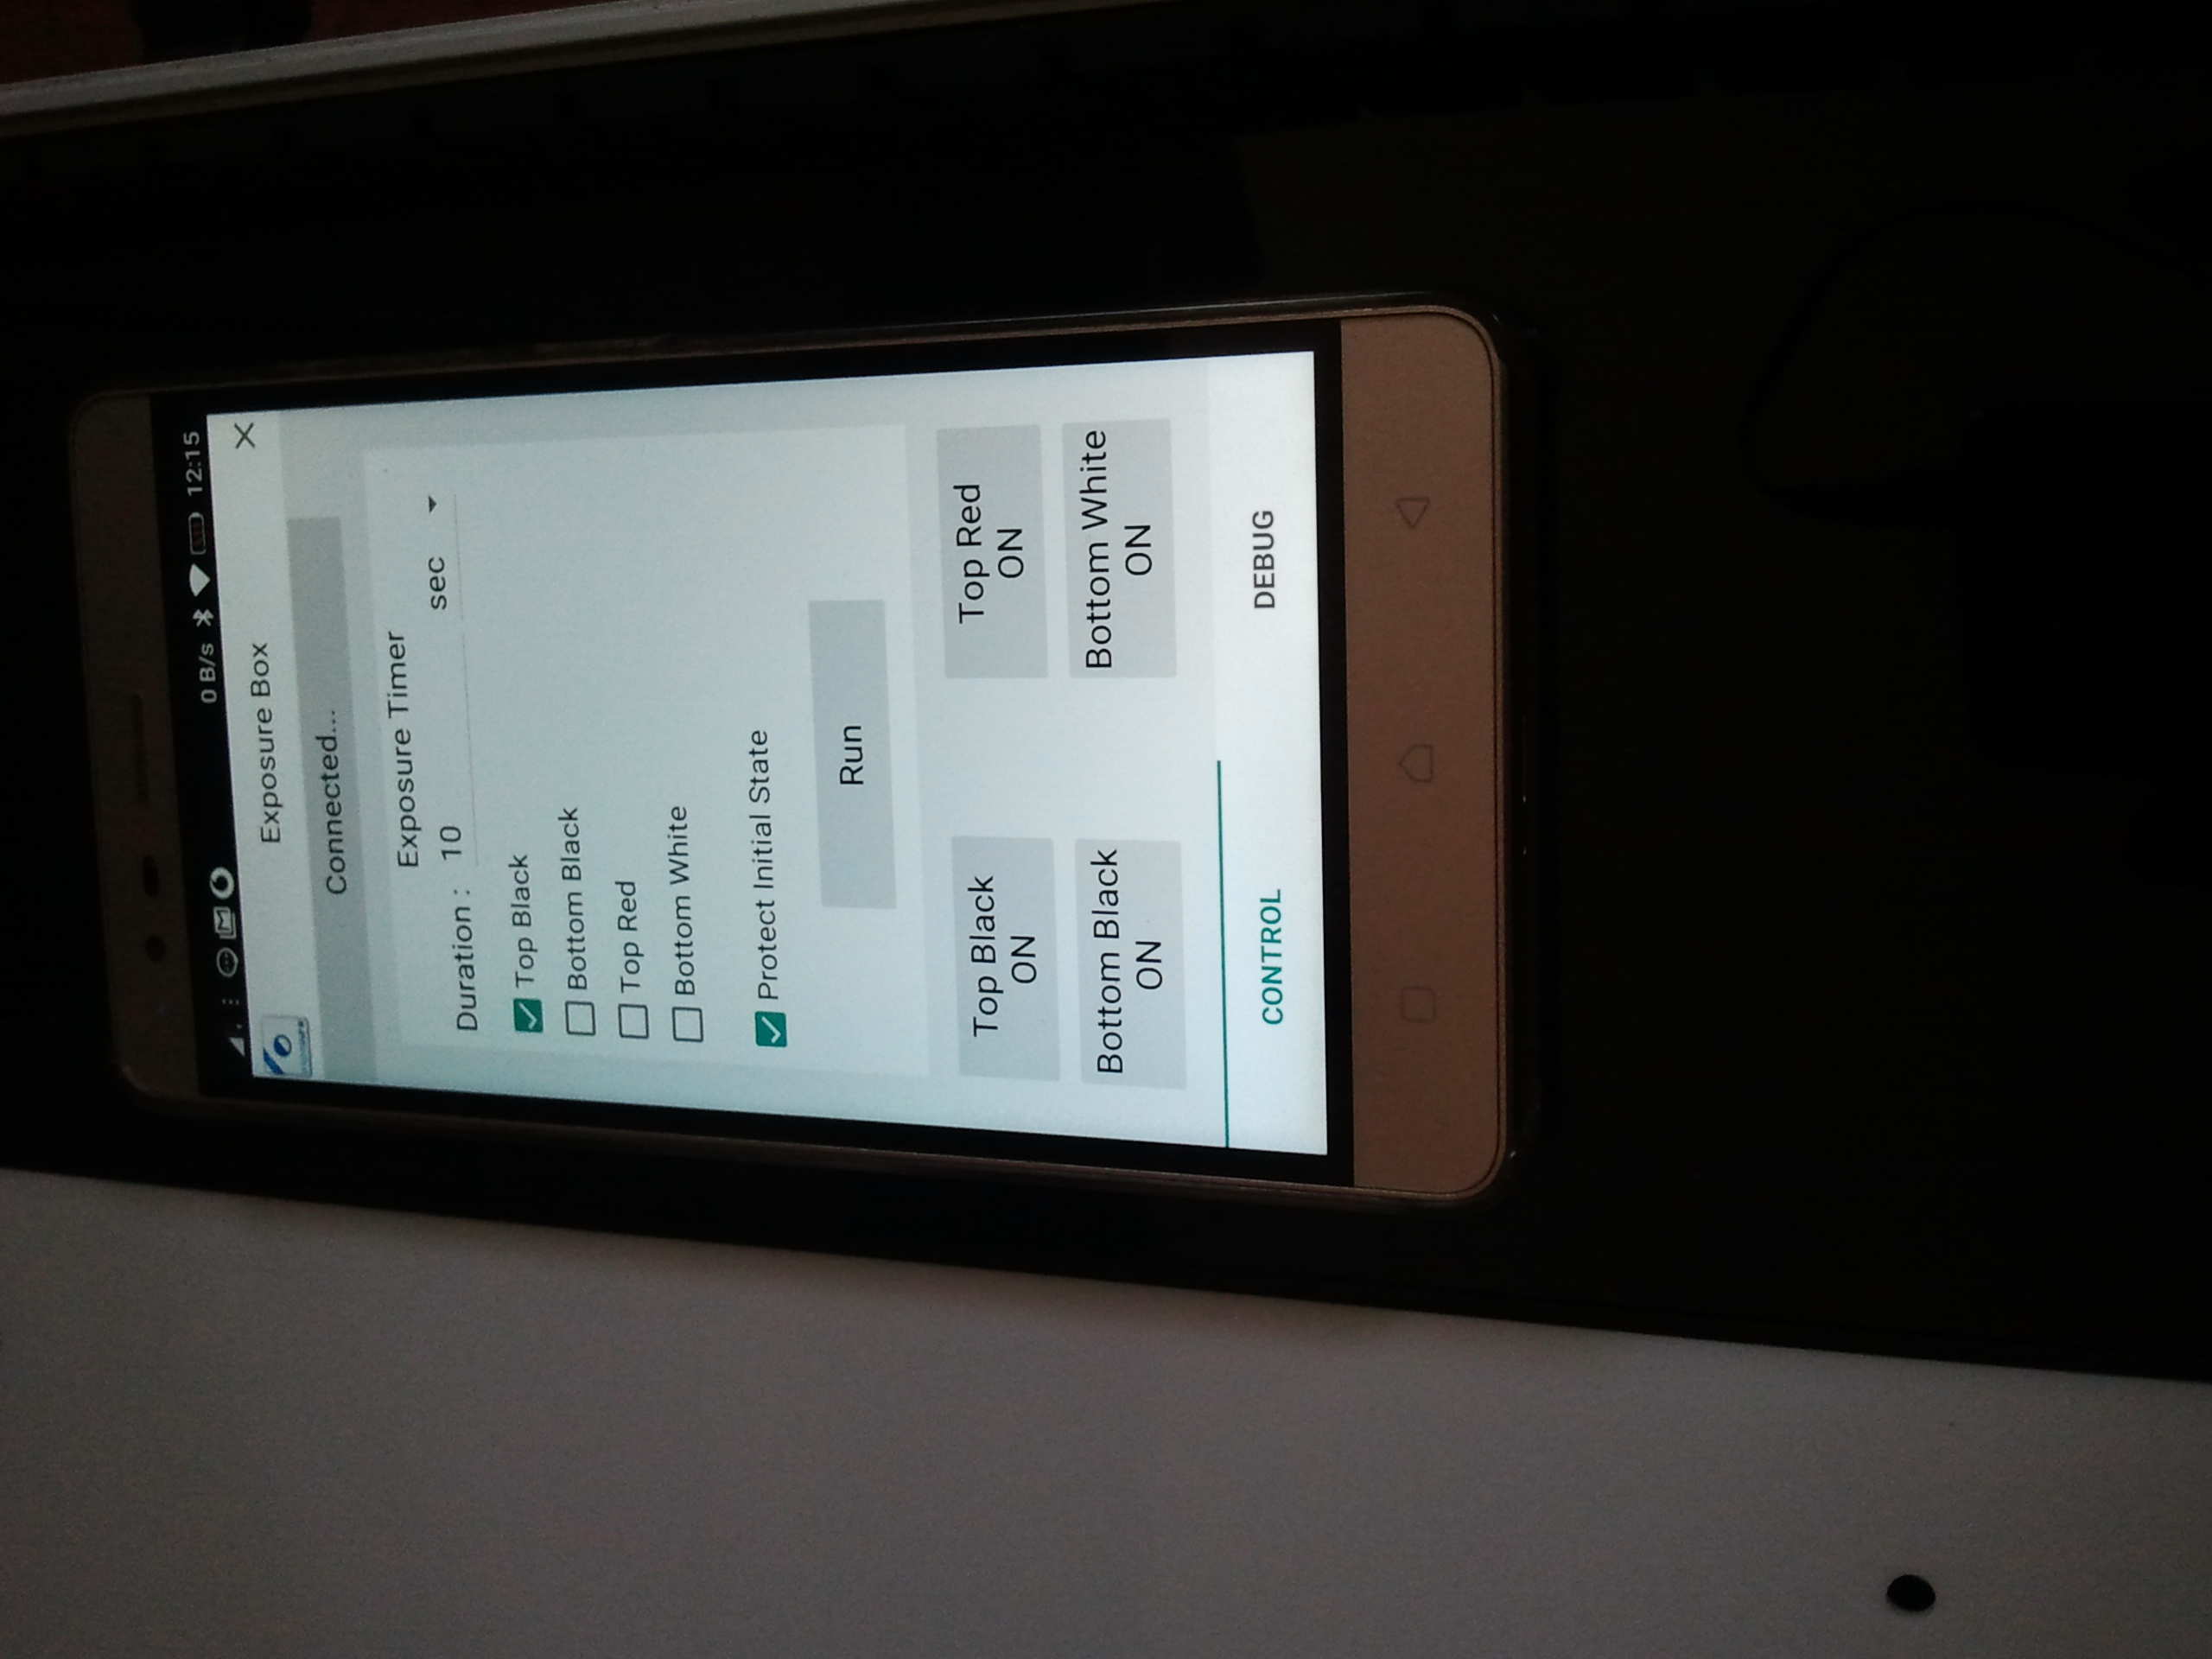 0 B/s 12:15
Exposure Box
Connected...
Exposure Timer
Duration : 10 sec
Top Black
Bottom Black
Top Red
Bottom White
Protect Initial State
Run
Top Black
ON
Top Red
ON
Bottom Black
ON
Bottom White
ON
CONTROL DEBUG